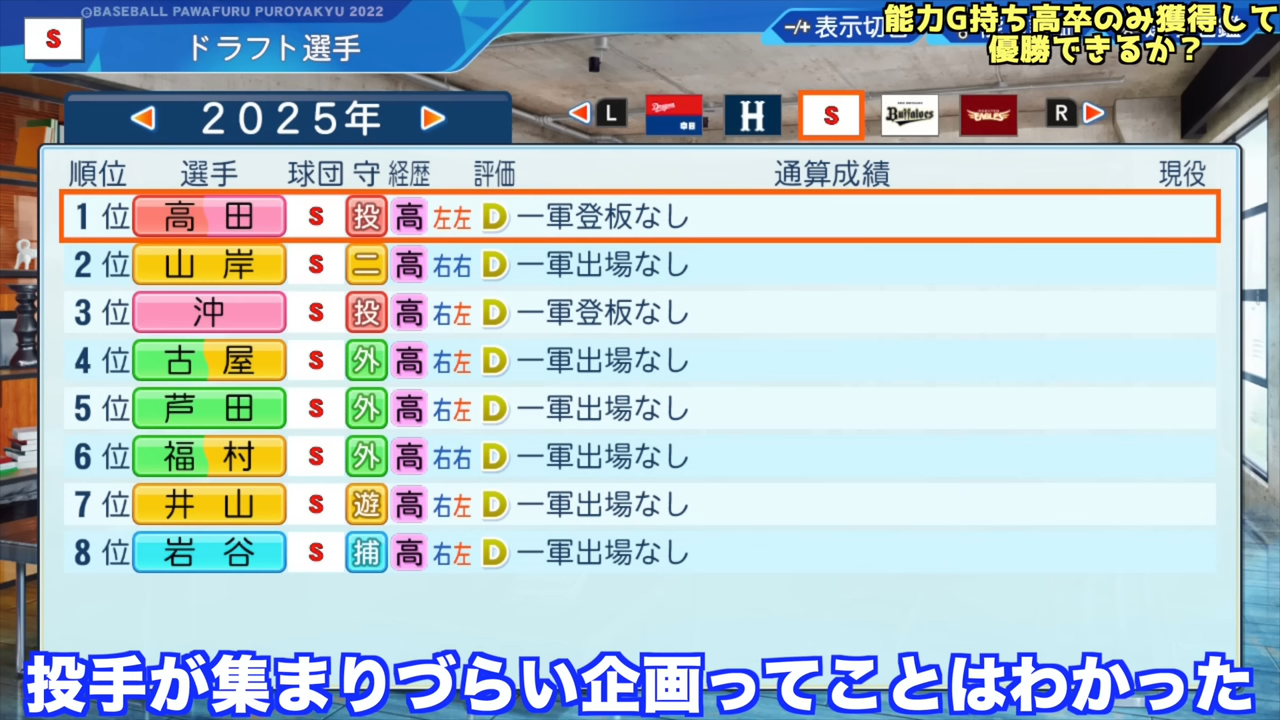 ©BASEBALL PAWAFURU PUROYAKYU 2022
S ドラフト選手
-/+ 表示切
能力G持ち高卒のみ獲得して
優勝できるか?
2025年
L Dragons 中日 H S Buffaloes EAGLES R
順位 選手 球団 守 経歴 評価 通算成績 現役
1位 高田 S 投 高 左左 D 一軍登板なし
2位 山岸 S 二 高 右右 D 一軍出場なし
3位 沖 S 投 高 右左 D 一軍登板なし
4位 古屋 S 外 高 右左 D 一軍出場なし
5位 芦田 S 外 高 右左 D 一軍出場なし
6位 福村 S 外 高 右右 D 一軍出場なし
7位 井山 S 遊 高 右左 D 一軍出場なし
8位 岩谷 S 捕 高 右左 D 一軍出場なし
投手が集まりづらい企画ってことはわかった